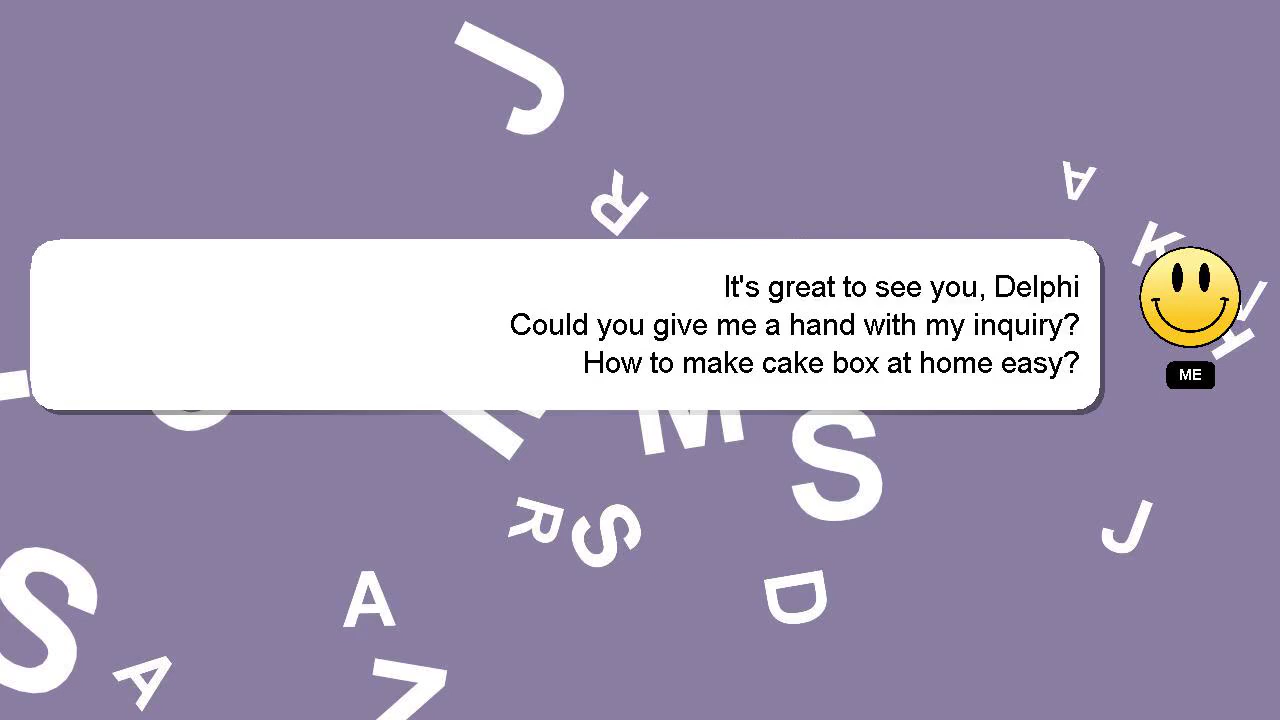 J
R
A
K
It's great to see you, Delphi
Could you give me a hand with my inquiry?
How to make cake box at home easy?
ME
M
S
R
S
J
A
D
S
A
Z